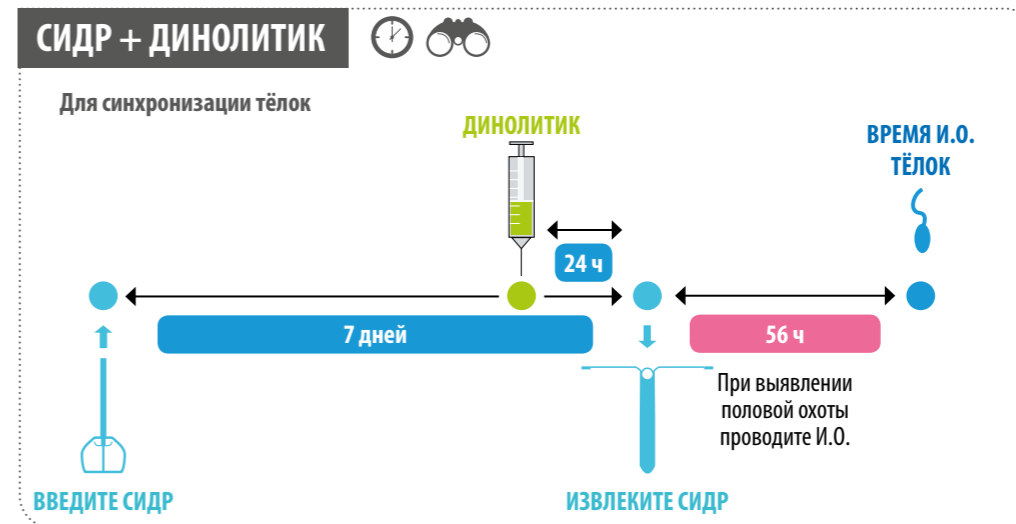 СИДР + ДИНОЛИТИК
Для синхронизации тёлок
ДИНОЛИТИК
ВРЕМЯ И.О.
ТЁЛОК
24 ч
7 дней
56 ч
При выявлении
половой охоты
проводите И.О.
ВВЕДИТЕ СИДР
ИЗВЛЕКИТЕ СИДР